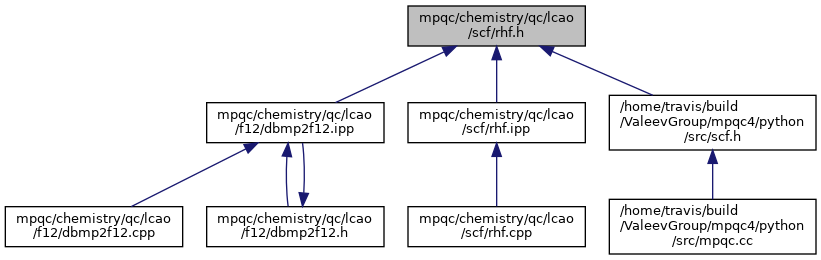 mpqc/chemistry/qc/lcao
/scf/rhf.h
mpqc/chemistry/qc/lcao
/f12/dbmp2f12.ipp
mpqc/chemistry/qc/lcao
/scf/rhf.ipp
/home/travis/build
/ValeevGroup/mpqc4/python
/src/scf.h
mpqc/chemistry/qc/lcao
/f12/dbmp2f12.cpp
mpqc/chemistry/qc/lcao
/f12/dbmp2f12.h
mpqc/chemistry/qc/lcao
/scf/rhf.cpp
/home/travis/build
/ValeevGroup/mpqc4/python
/src/mpqc.cc